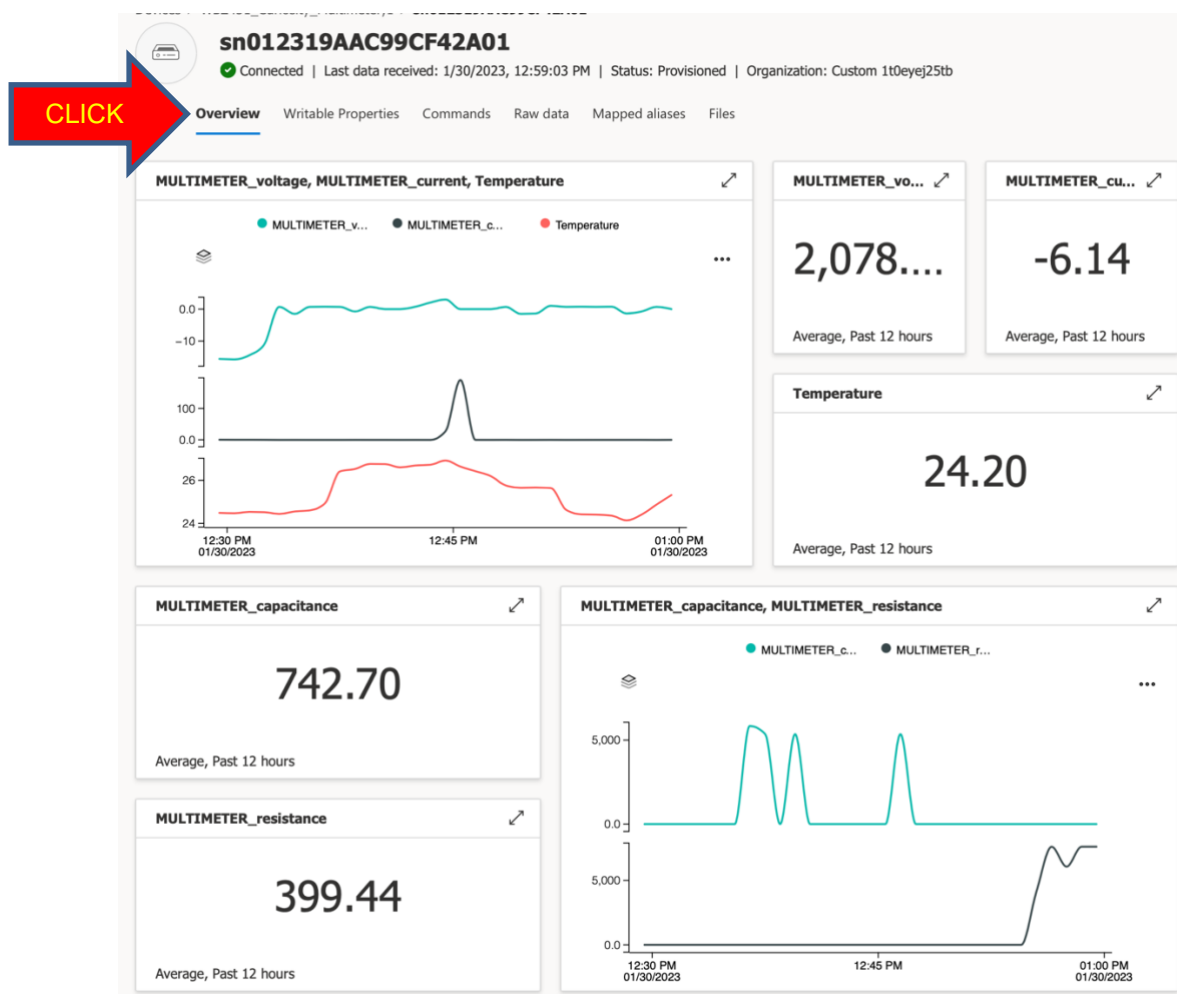 sn012319AAC99CF42A01
Connected | Last data received: 1/30/2023, 12:59:03 PM | Status: Provisioned | Organization: Custom 1t0eyej25tb
CLICK
Overview Writable Properties Commands Raw data Mapped aliases Files
MULTIMETER_voltage, MULTIMETER_current, Temperature
MULTIMETER_v... MULTIMETER_c... Temperature
0.0
-10
100
0.0
26
24
12:30 PM 12:45 PM 01:00 PM
01/30/2023 01/30/2023
MULTIMETER_vo...
2,078....
Average, Past 12 hours
MULTIMETER_cu...
-6.14
Average, Past 12 hours
Temperature
24.20
Average, Past 12 hours
MULTIMETER_capacitance
742.70
Average, Past 12 hours
MULTIMETER_capacitance, MULTIMETER_resistance
MULTIMETER_c... MULTIMETER_r...
5,000
0.0
5,000
0.0
12:30 PM 12:45 PM 01:00 PM
01/30/2023 01/30/2023
MULTIMETER_resistance
399.44
Average, Past 12 hours